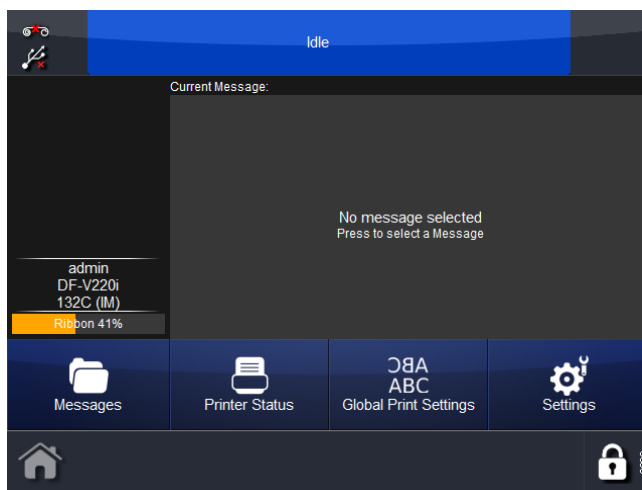 Idle
Current Message:
No message selected
Press to select a Message
admin
DF-V220i
132C (IM)
Ribbon 41%
ABC
ABC
Messages
Printer Status
Global Print Settings
Settings